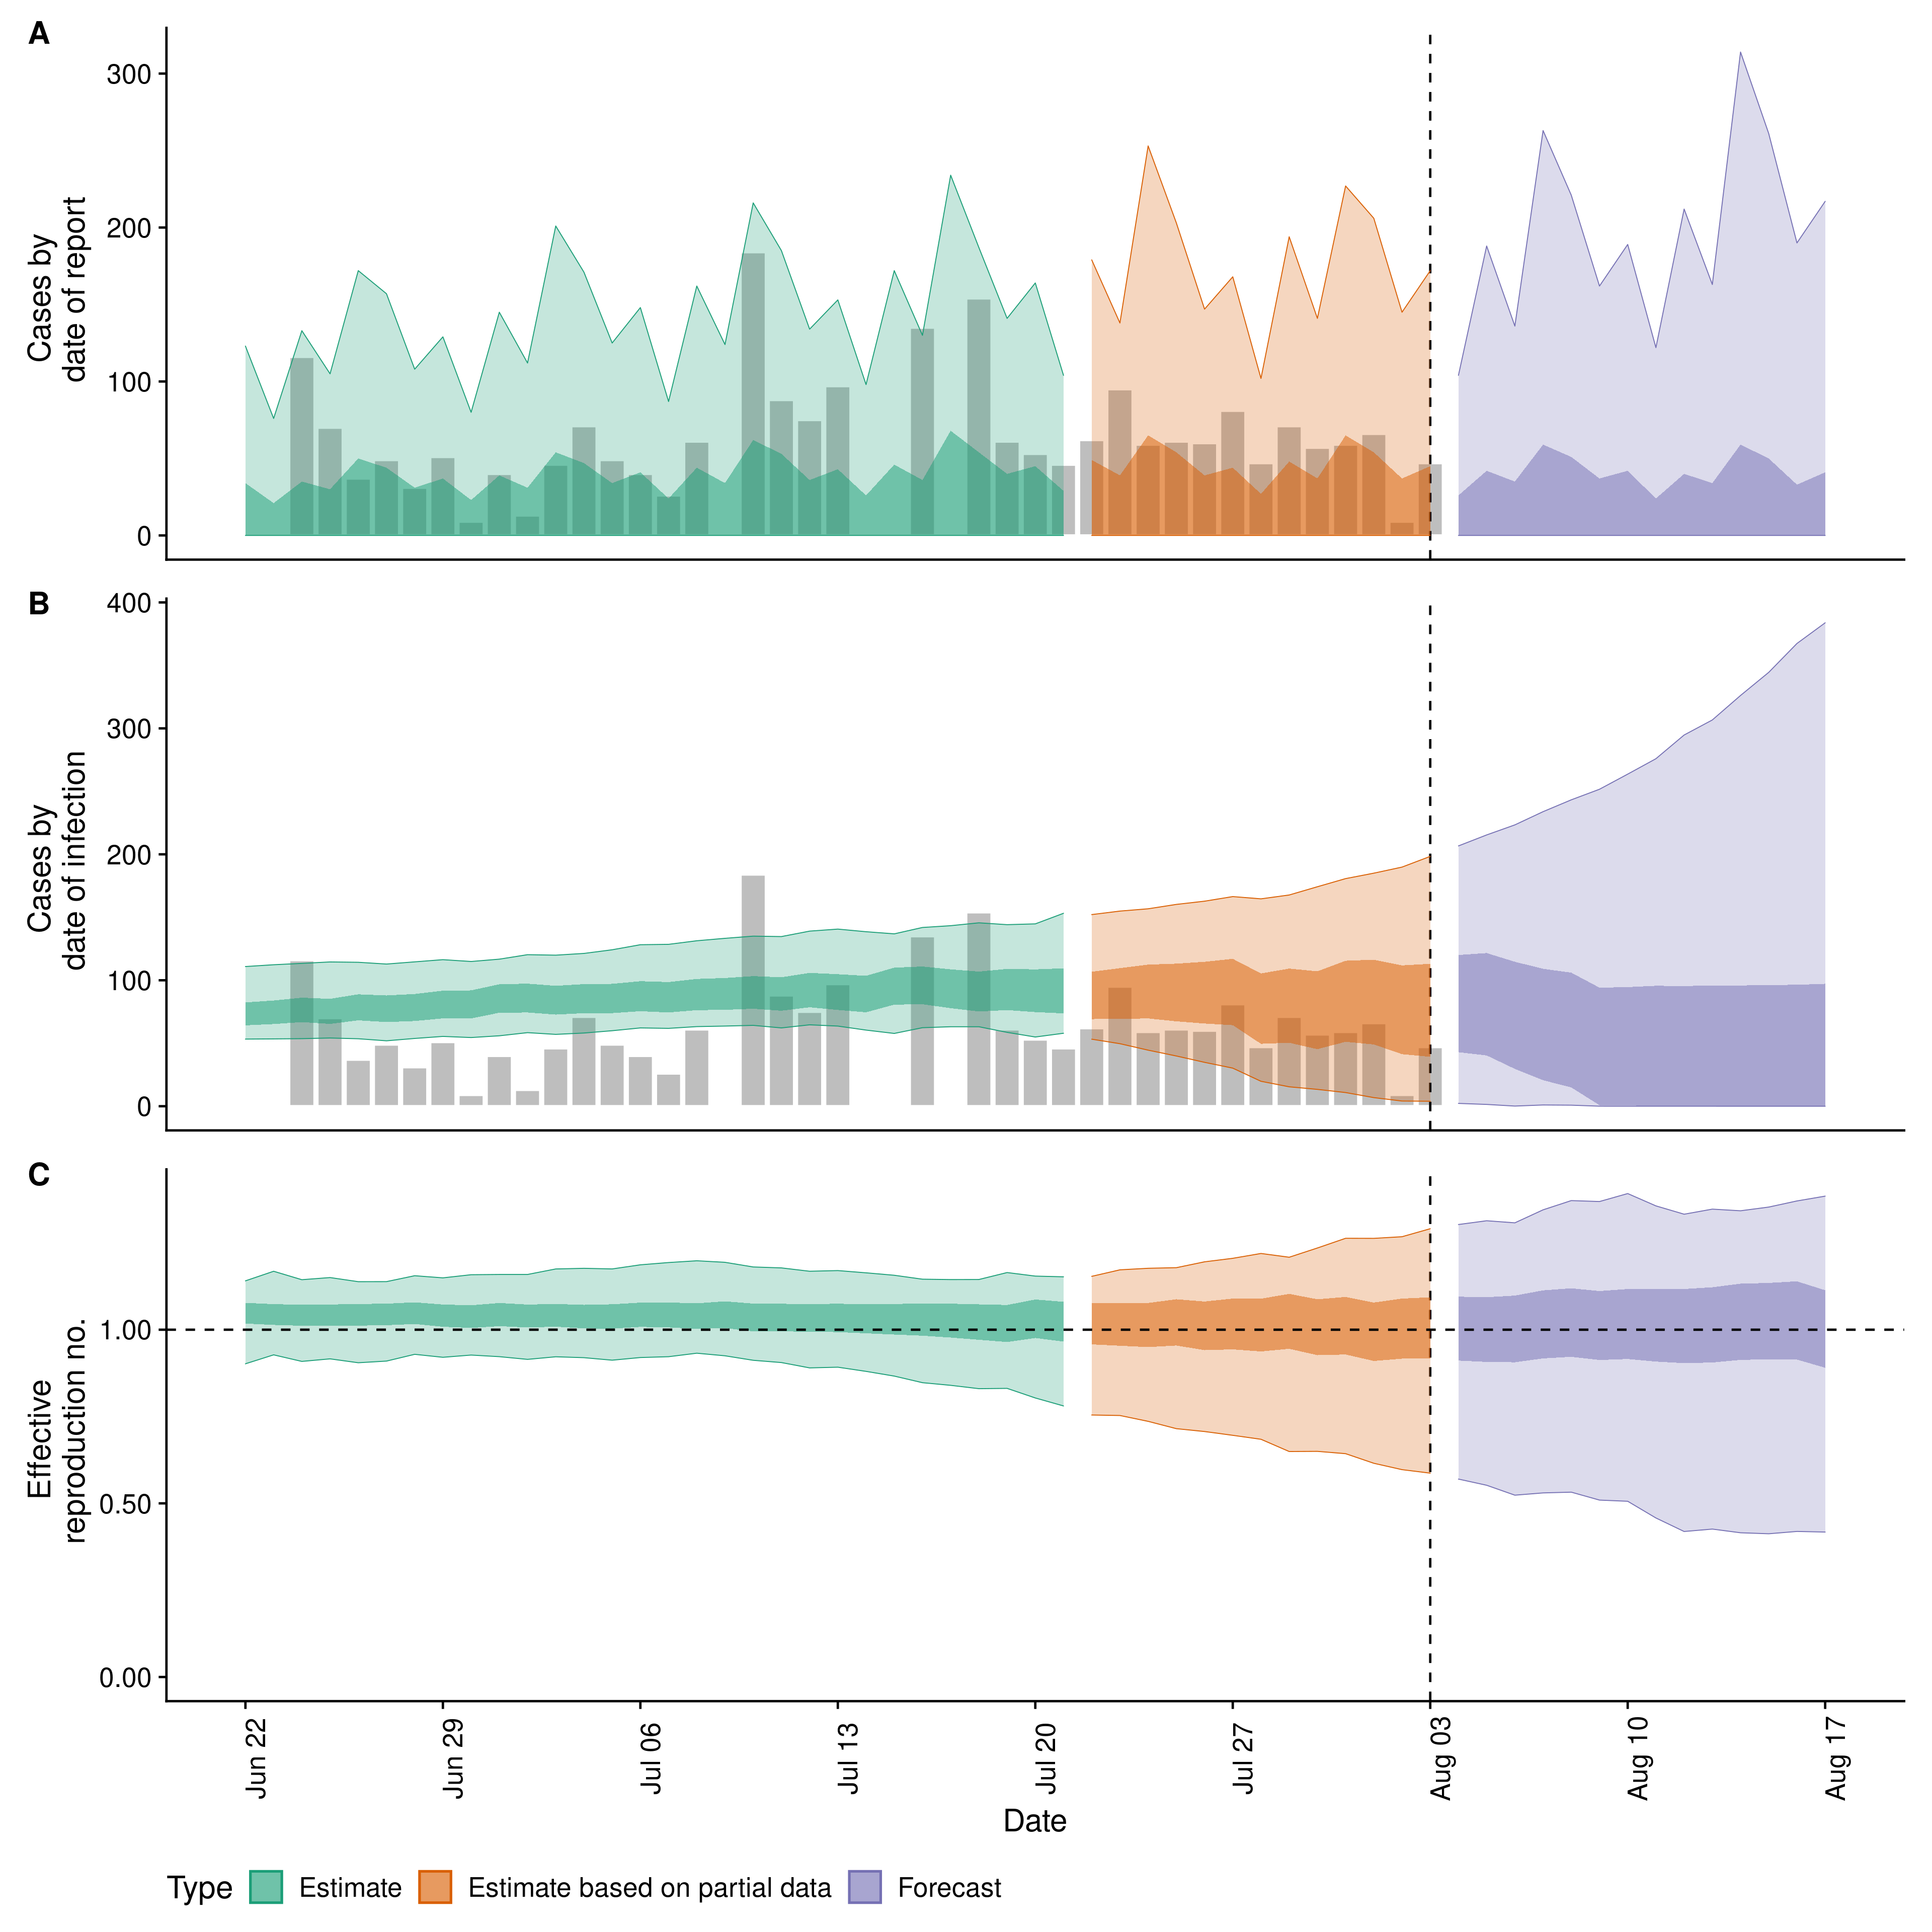 A
300
200
100
0
Cases by
date of report
B
400
300
200
100
0
Cases by
date of infection
C
1.00
0.50
0.00
Effective
reproduction no.
Jun 22
Jun 29
Jul 06
Jul 13
Jul 20
Jul 27
Aug 03
Aug 10
Aug 17
Date
Type Estimate Estimate based on partial data Forecast